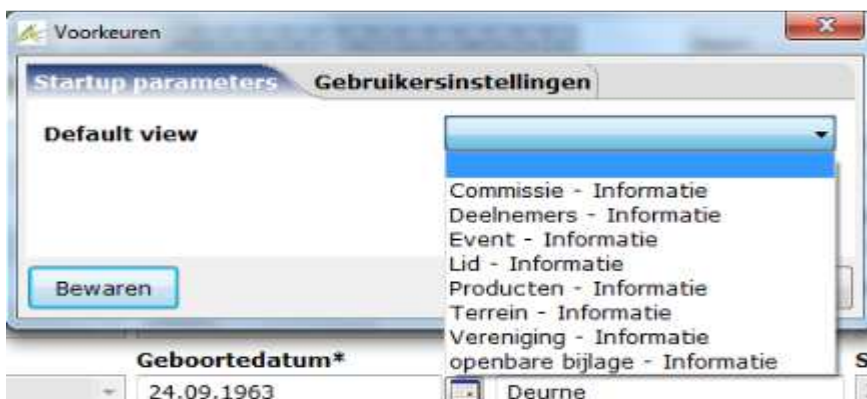 Voorkeuren
Startup parameters Gebruikersinstellingen
Default view
Commissie - Informatie
Deelnemers - Informatie
Event - Informatie
Lid - Informatie
Producten - Informatie
Terrein - Informatie
Vereniging - Informatie
openbare bijlage - Informatie
Bewaren
Geboortedatum* S
24.09.1963 Deurne